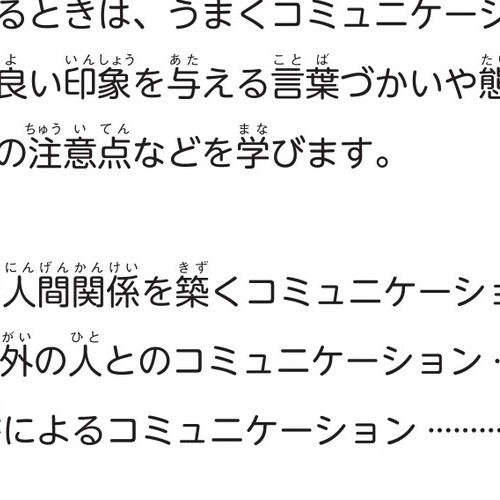 るときは、うまくコミュニケーシ
良い印象を与える言葉づかいや態
の注意点などを学びます。
人間関係を築くコミュニケーショ
外の人とのコミュニケーション …
によるコミュニケーション ………